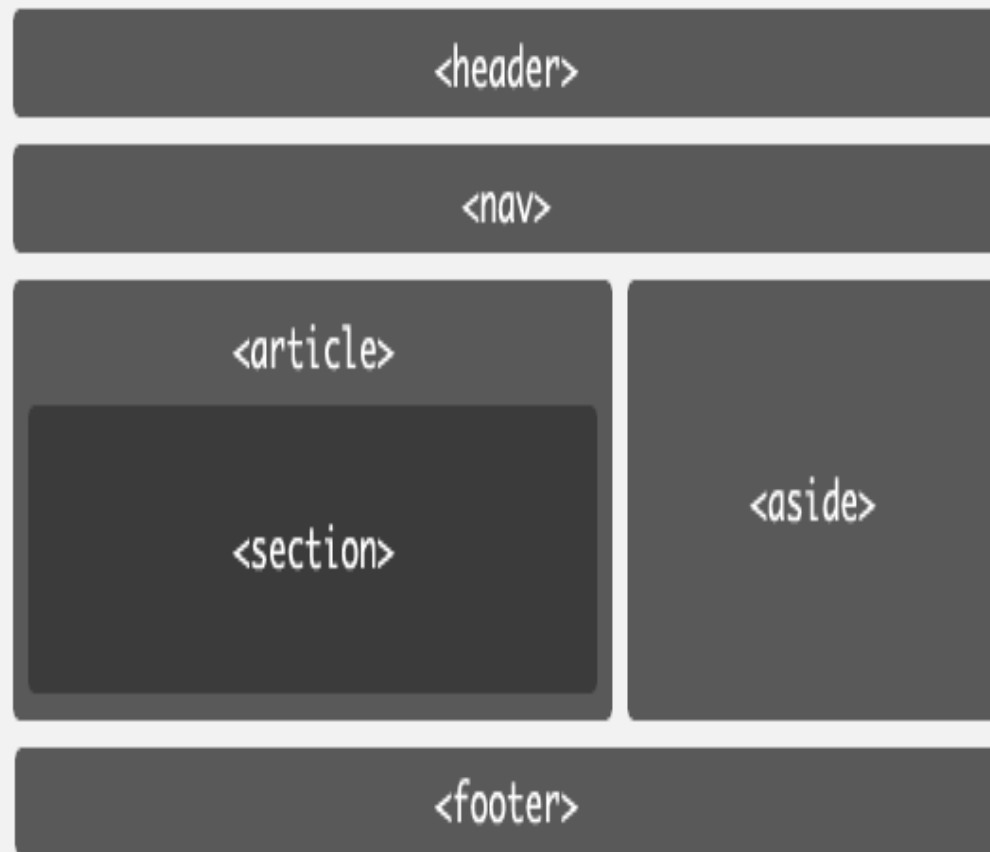 <header>
<nav>
<article>
<section>
<aside>
<footer>